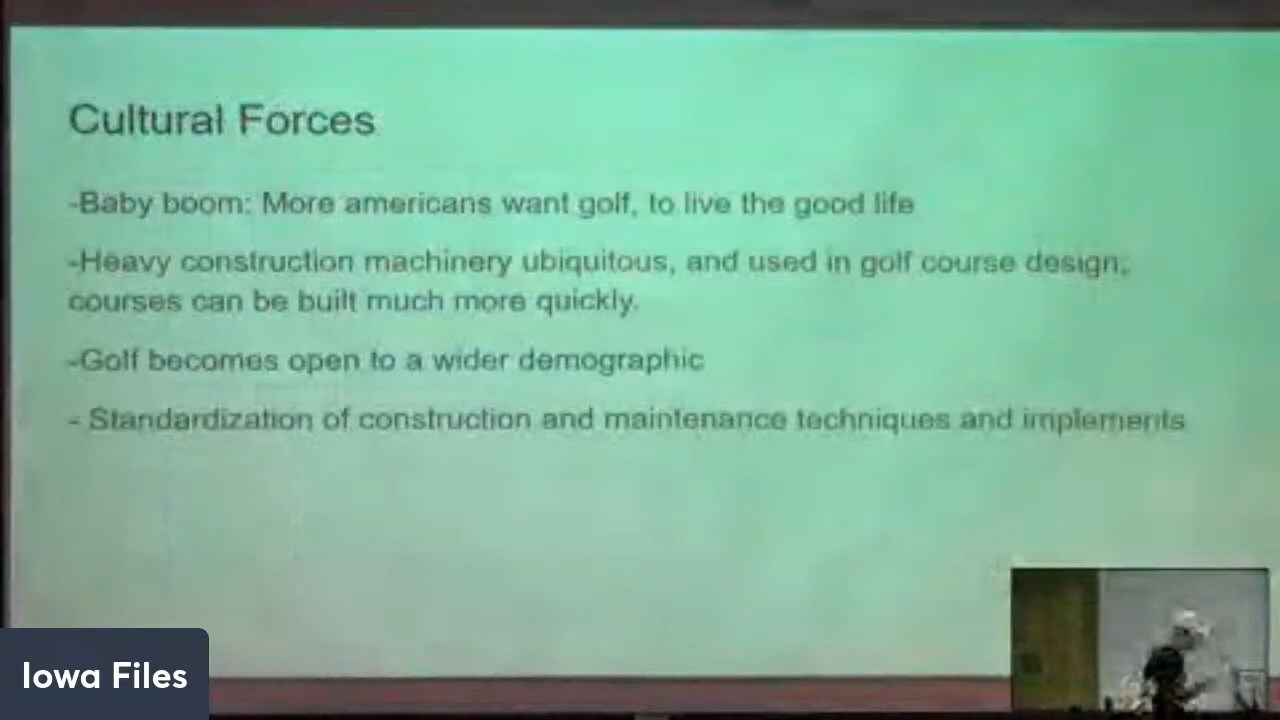 Cultural Forces
-Baby boom: More americans want golf, to live the good life
-Heavy construction machinery ubiquitous, and used in golf course design;
courses can be built much more quickly.
-Golf becomes open to a wider demographic
- Standardization of construction and maintenance techniques and implements
Iowa Files